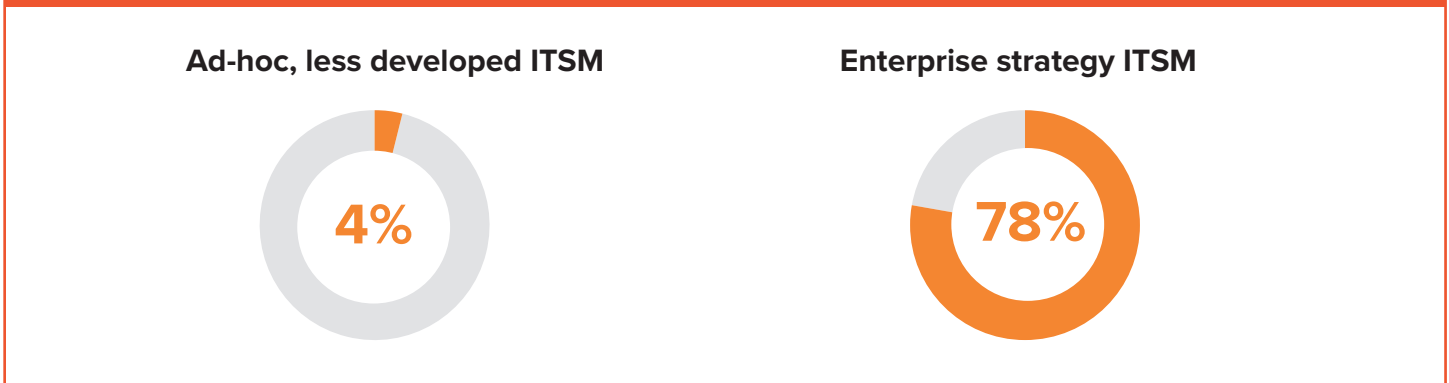 Ad-hoc, less developed ITSM
Enterprise strategy ITSM
4%
78%